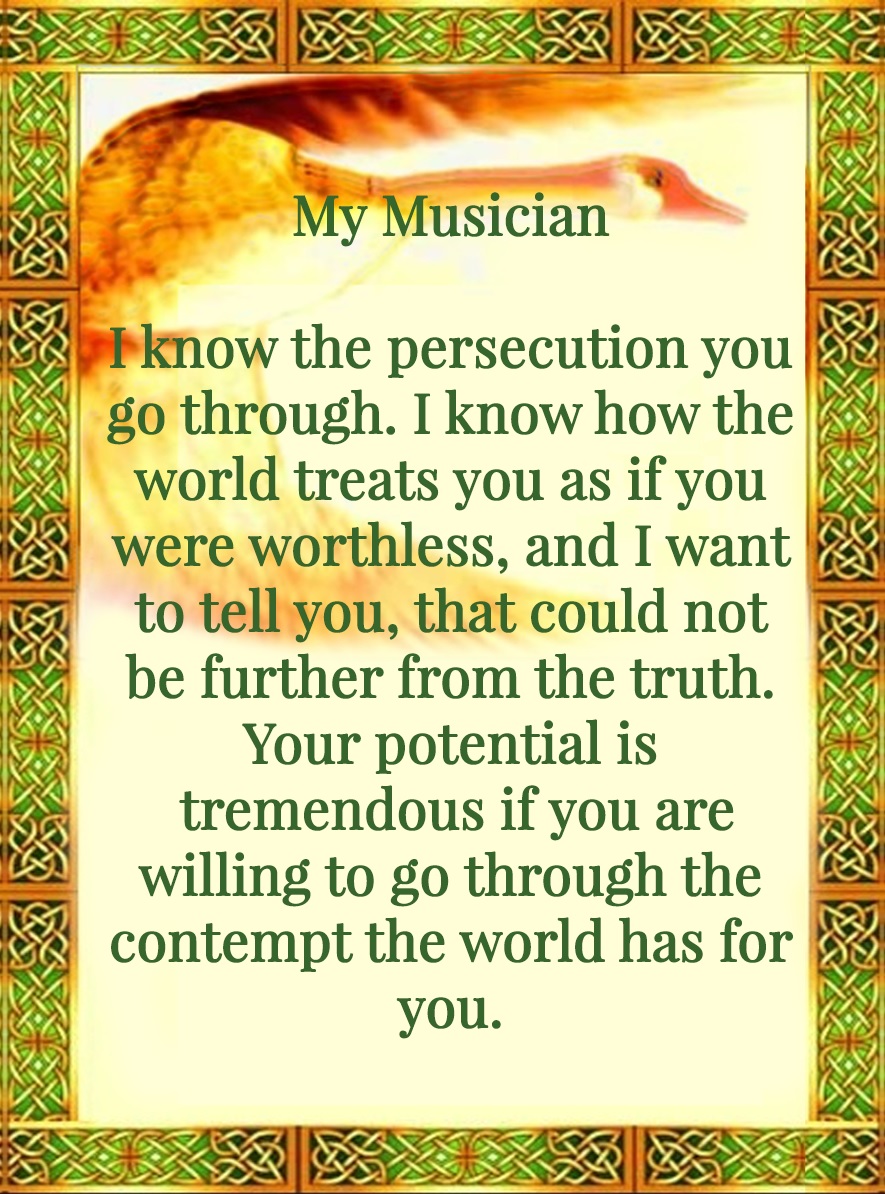 My Musician
I know the persecution you
go through. I know how the
world treats you as if you
were worthless, and I want
to tell you, that could not
be further from the truth.
Your potential is
tremendous if you are
willing to go through the
contempt the world has for
you.